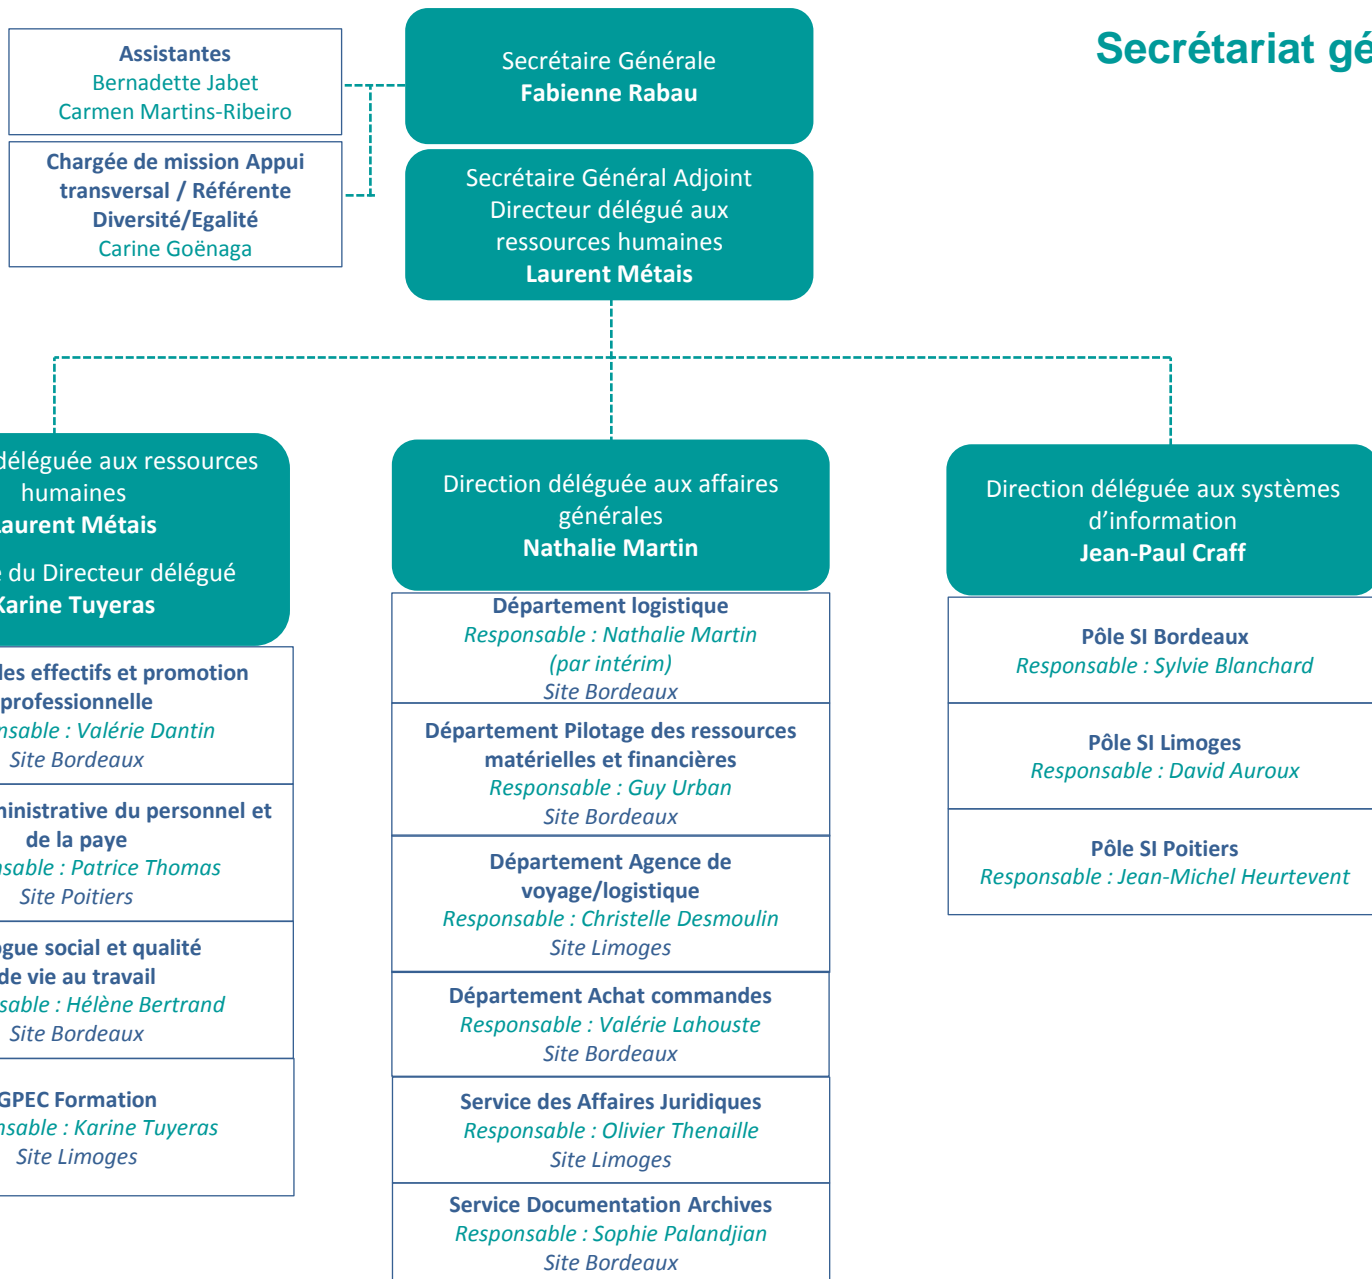 Secrétariat gé
Assistantes
Bernadette Jabet
Carmen Martins-Ribeiro
Chargée de mission Appui
transversal / Référente
Diversité/Egalité
Carine Goënaga
Secrétaire Générale
Fabienne Rabau
Secrétaire Général Adjoint
Directeur délégué aux
ressources humaines
Laurent Métais
déléguée aux ressources
humaines
Laurent Métais
du Directeur délégué
Karine Tuyeras
les effectifs et promotion
professionnelle
nsable : Valérie Dantin
Site Bordeaux
ministrative du personnel et
de la paye
nsable : Patrice Thomas
Site Poitiers
ogue social et qualité
de vie au travail
sable : Hélène Bertrand
Site Bordeaux
GPEC Formation
nsable : Karine Tuyeras
Site Limoges
Direction déléguée aux affaires
générales
Nathalie Martin
Département logistique
Responsable : Nathalie Martin
(par intérim)
Site Bordeaux
Département Pilotage des ressources
matérielles et financières
Responsable : Guy Urban
Site Bordeaux
Département Agence de
voyage/logistique
Responsable : Christelle Desmoulin
Site Limoges
Département Achat commandes
Responsable : Valérie Lahouste
Site Bordeaux
Service des Affaires Juridiques
Responsable : Olivier Thenaille
Site Limoges
Service Documentation Archives
Responsable : Sophie Palandjian
Site Bordeaux
Direction déléguée aux systèmes
d’information
Jean-Paul Craff
Pôle SI Bordeaux
Responsable : Sylvie Blanchard
Pôle SI Limoges
Responsable : David Auroux
Pôle SI Poitiers
Responsable : Jean-Michel Heurtevent